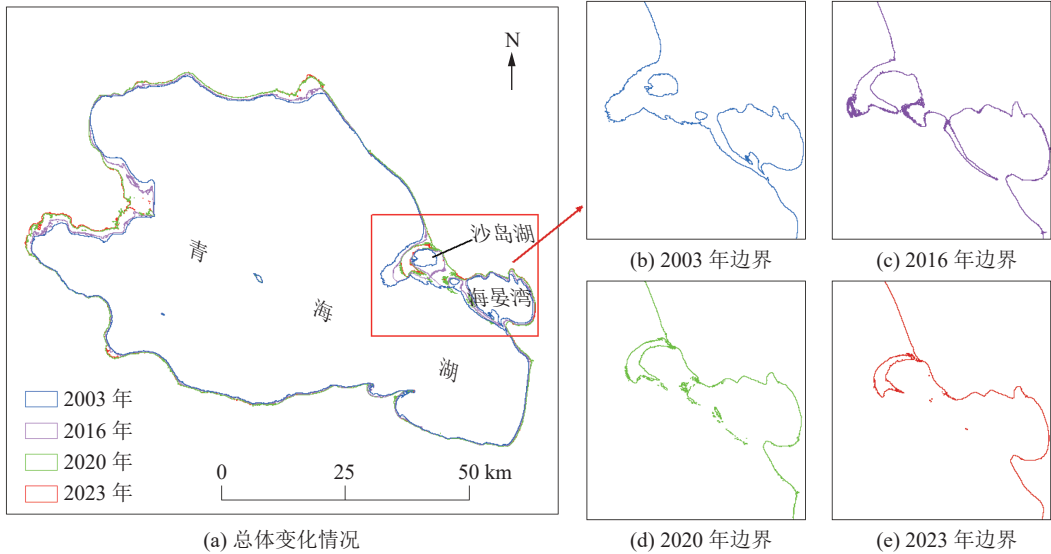 N
沙岛湖
海晏湾
青
海
湖
2003 年
2016 年
2020 年
2023 年
0 25 50 km
(a) 总体变化情况
(b) 2003 年边界
(c) 2016 年边界
(d) 2020 年边界
(e) 2023 年边界